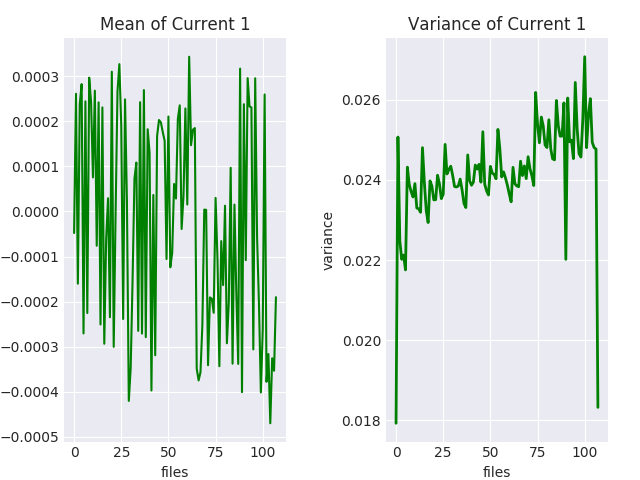 Mean of Current 1
0.0003
0.0002
0.0001
0.0000
−0.0001
−0.0002
−0.0003
−0.0004
−0.0005
0 25 50 75 100
files
Variance of Current 1
variance
0.026
0.024
0.022
0.020
0.018
0 25 50 75 100
files